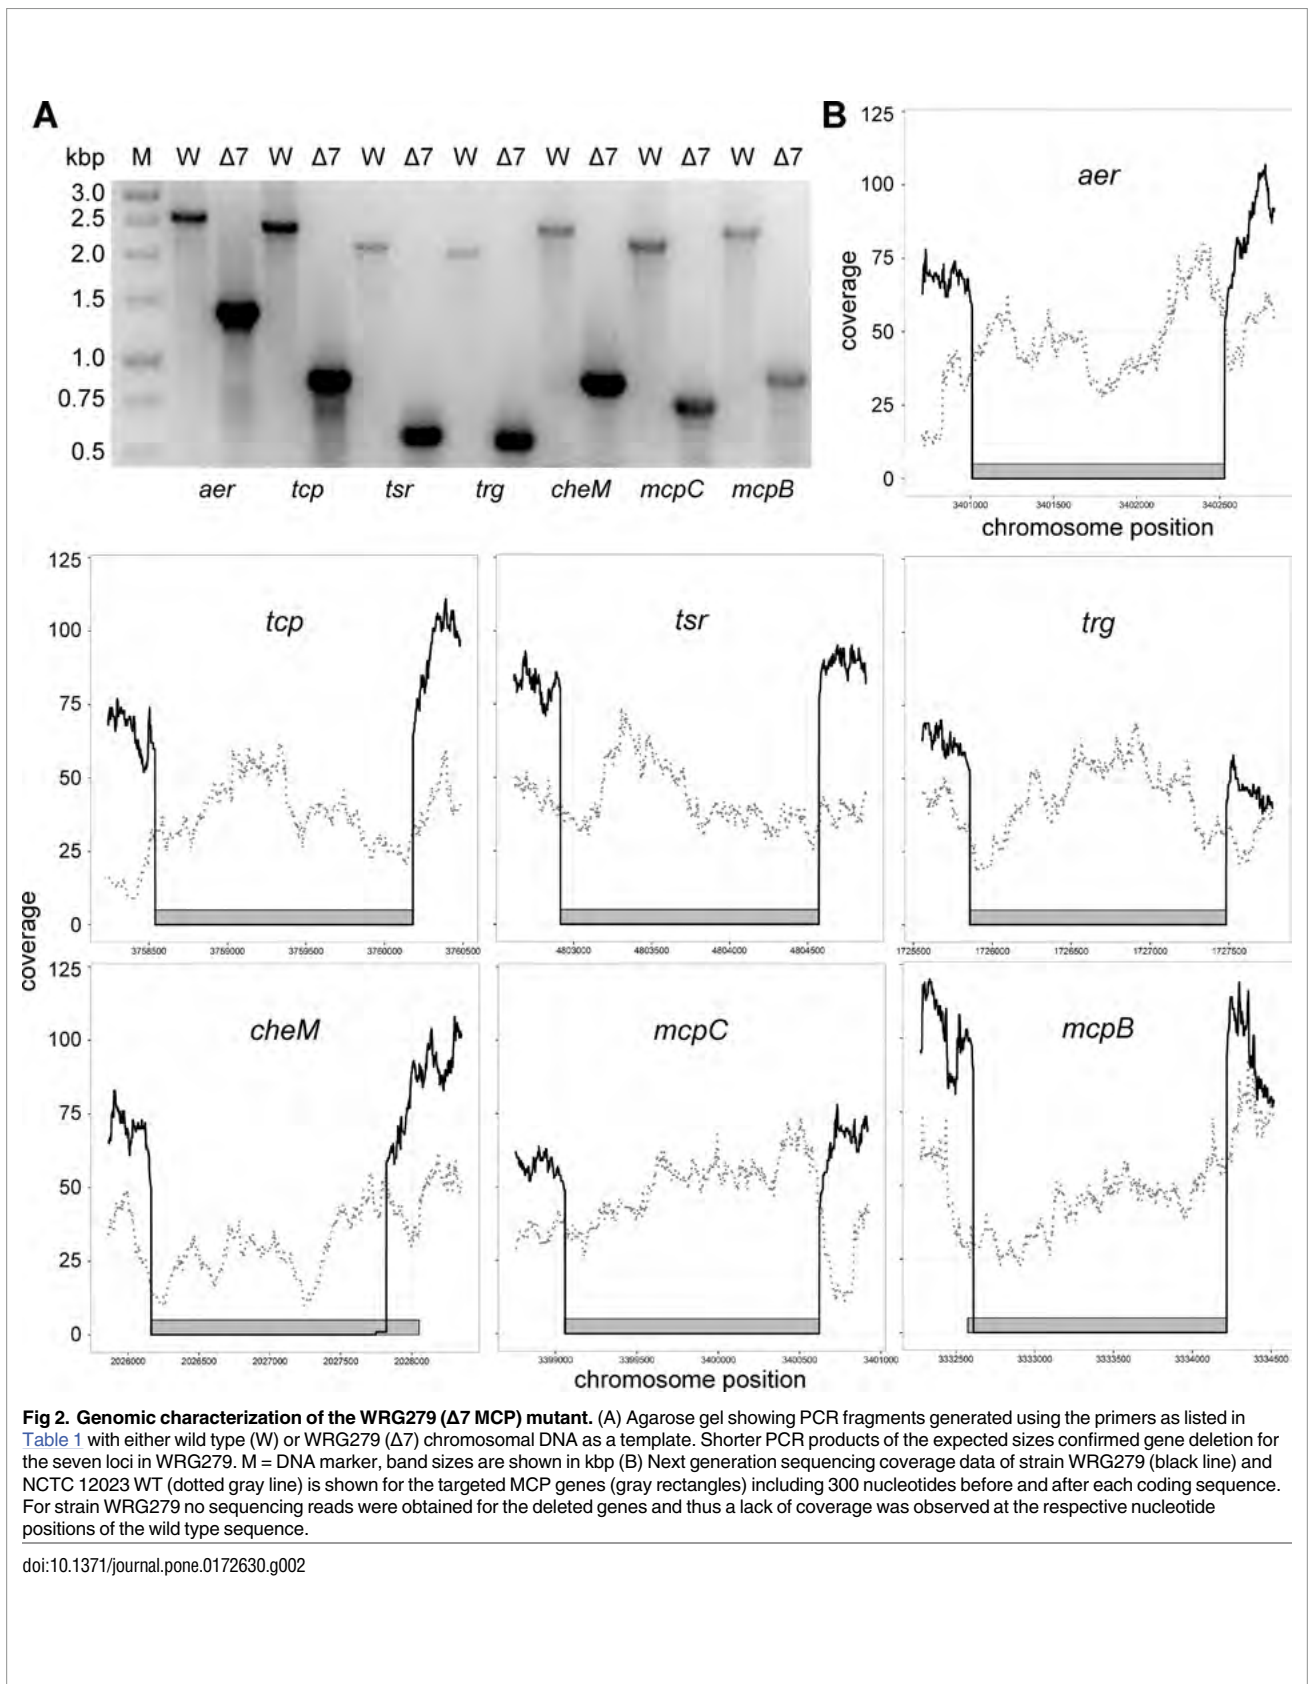 A
kbp M W Δ7 W Δ7 W Δ7 W Δ7 W Δ7 W Δ7 W Δ7
3.0
2.5
2.0
1.5
1.0
0.75
0.5
aer tcp tsr trg cheM mcpC mcpB
B
125
100
75
50
25
0
coverage
aer
3401000 3401500 3402000 3402500
chromosome position
125
100
75
50
25
0
tcp
3758500 3759000 3759500 3760000 3760500
tsr
4803000 4803500 4804000 4804500
trg
1725500 1726000 1726500 1727000 1727500
coverage
125
100
75
50
25
0
cheM
2026000 2026500 2027000 2027500 2028000
mcpC
3399000 3399500 3400000 3400500 3401000
mcpB
3332500 3333000 3333500 3334000 3334500
chromosome position
Fig 2. Genomic characterization of the WRG279 (Δ7 MCP) mutant. (A) Agarose gel showing PCR fragments generated using the primers as listed in
Table 1 with either wild type (W) or WRG279 (Δ7) chromosomal DNA as a template. Shorter PCR products of the expected sizes confirmed gene deletion for
the seven loci in WRG279. M = DNA marker, band sizes are shown in kbp (B) Next generation sequencing coverage data of strain WRG279 (black line) and
NCTC 12023 WT (dotted gray line) is shown for the targeted MCP genes (gray rectangles) including 300 nucleotides before and after each coding sequence.
For strain WRG279 no sequencing reads were obtained for the deleted genes and thus a lack of coverage was observed at the respective nucleotide
positions of the wild type sequence.
doi:10.1371/journal.pone.0172630.g002